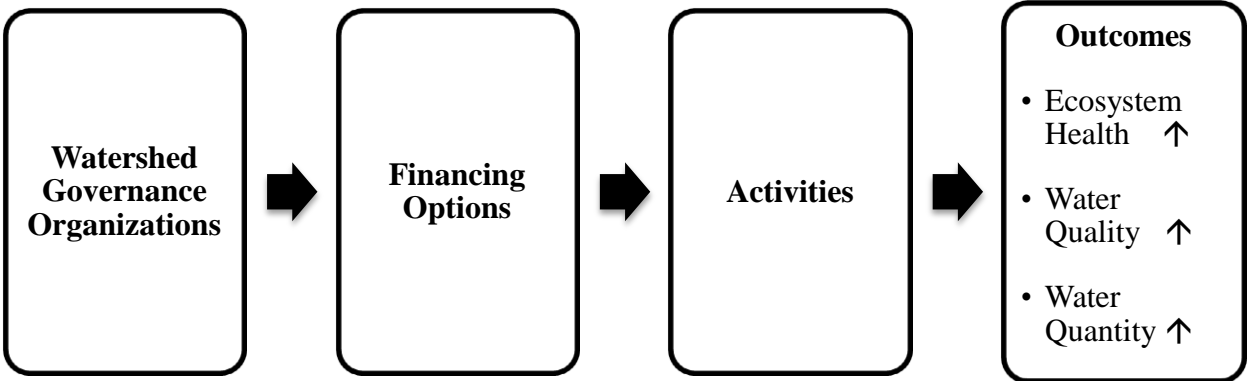 Watershed
Governance
Organizations
Financing
Options
Activities
Outcomes
• Ecosystem
Health ↑
• Water
Quality ↑
• Water
Quantity ↑